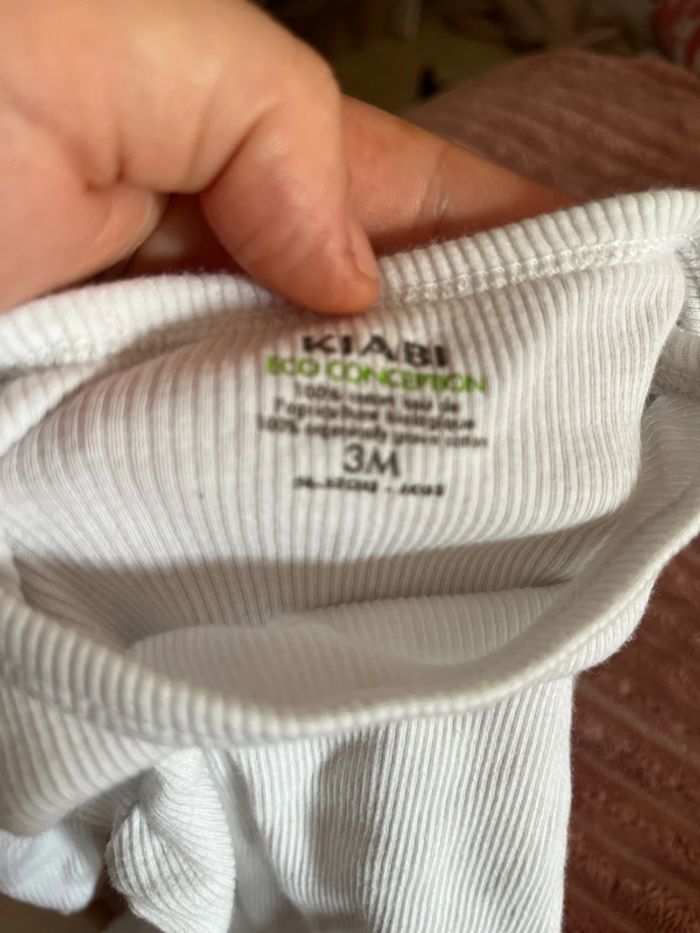 KIABI
ECO CONCEPTION
100% coton, issu de
l'agriculture biologique
100% organically grown cotton
3M